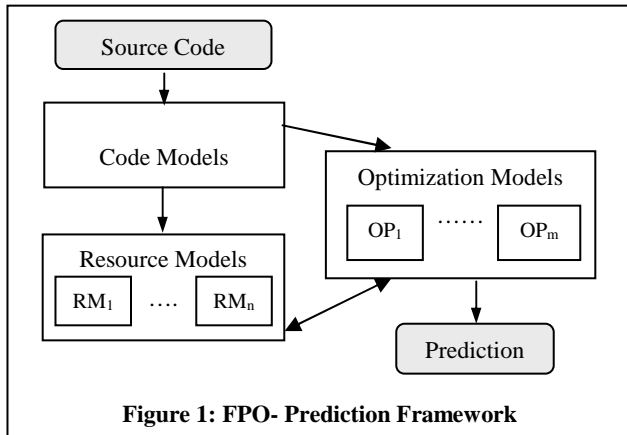 Source Code
Code Models
Optimization Models
OP₁ ...... OPₘ
Resource Models
RM₁ .... RMₙ
Prediction
Figure 1: FPO- Prediction Framework